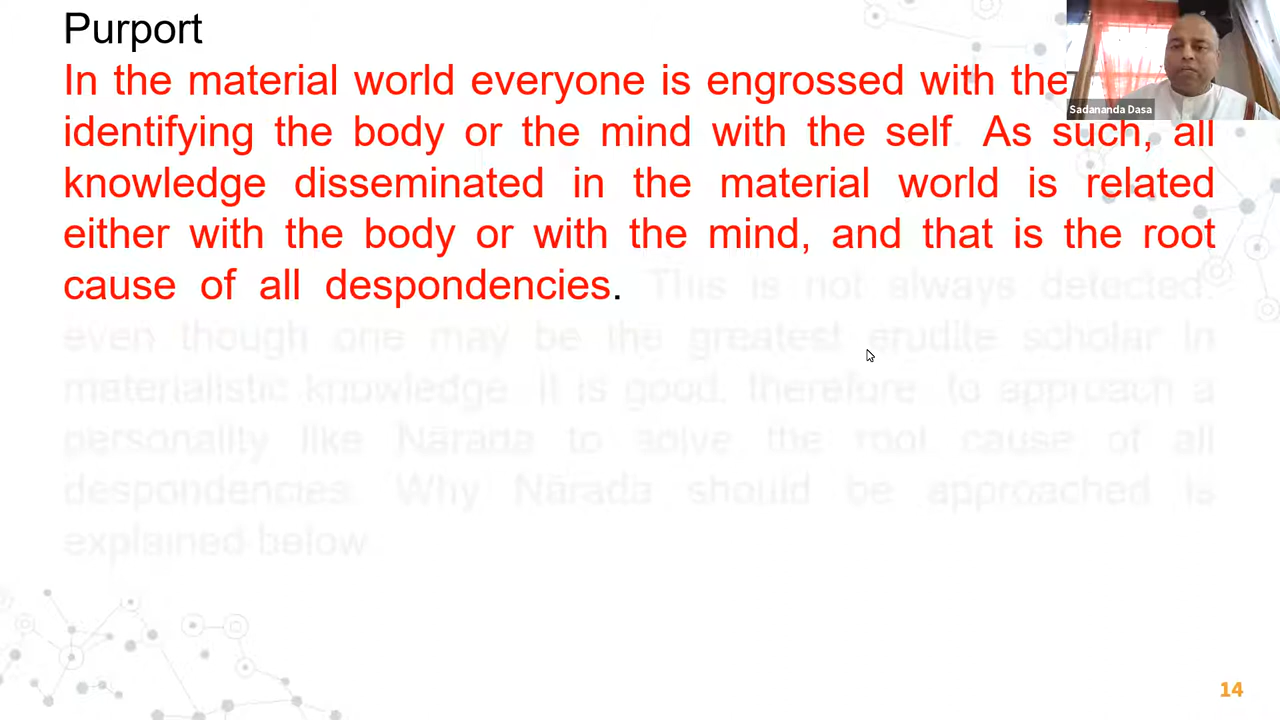 Purport
In the material world everyone is engrossed with the
Sadananda Dasa
identifying the body or the mind with the self As such, all
knowledge disseminated in the material world is related
either with the body or with the mind, and that is the root
cause of all despondencies. This is not always detected,
even though one may be the greatest erudite scholar in
materialistic knowledge. It is good, therefore, to approach a
personality like Nārada to solve the root cause of all
despondencies. Why Nārada should be approached is
explained below.
14